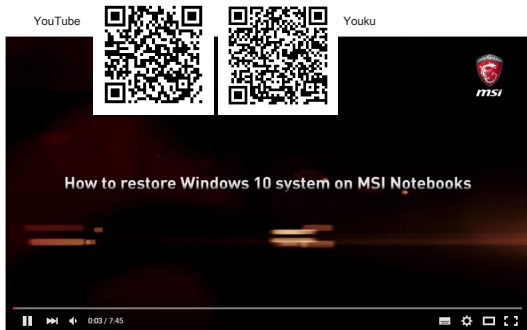 YouTube
Youku
msi
How to restore Windows 10 system on MSI Notebooks
0:03 / 7:45